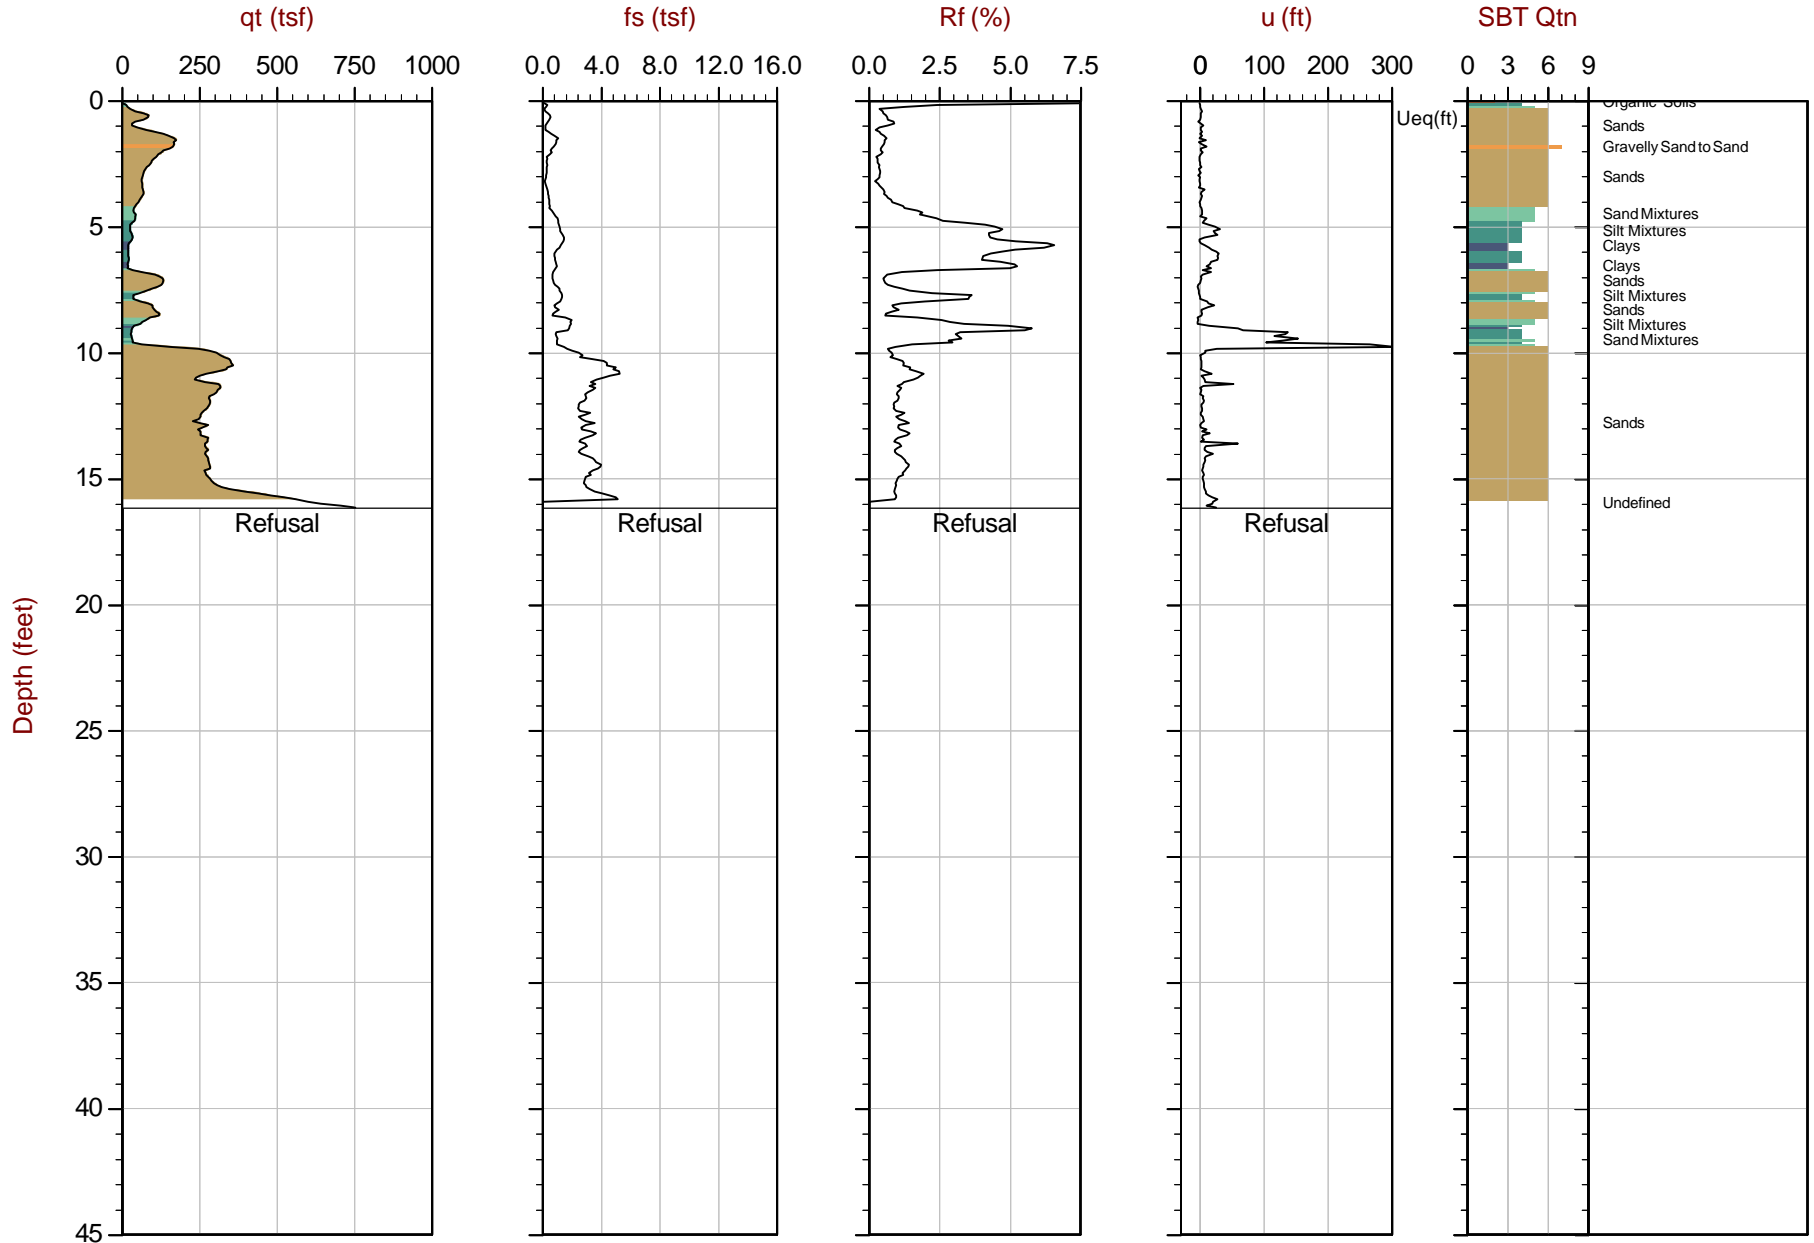 qt (tsf) fs (tsf) Rf (%) u (ft) SBT Qtn
0 250 500 750 1000 0.0 4.0 8.0 12.0 16.0 0.0 2.5 5.0 7.5 0 100 200 300 0 3 6 9
0
Organic Soils
Ueq(ft)
Sands
Gravelly Sand to Sand
Sands
Sand Mixtures
5
Silt Mixtures
Clays
Clays
Sands
Silt Mixtures
Sands
Silt Mixtures
Sand Mixtures
10
Sands
15
Undefined
Refusal Refusal Refusal Refusal
20
Depth (feet)
25
30
35
40
45